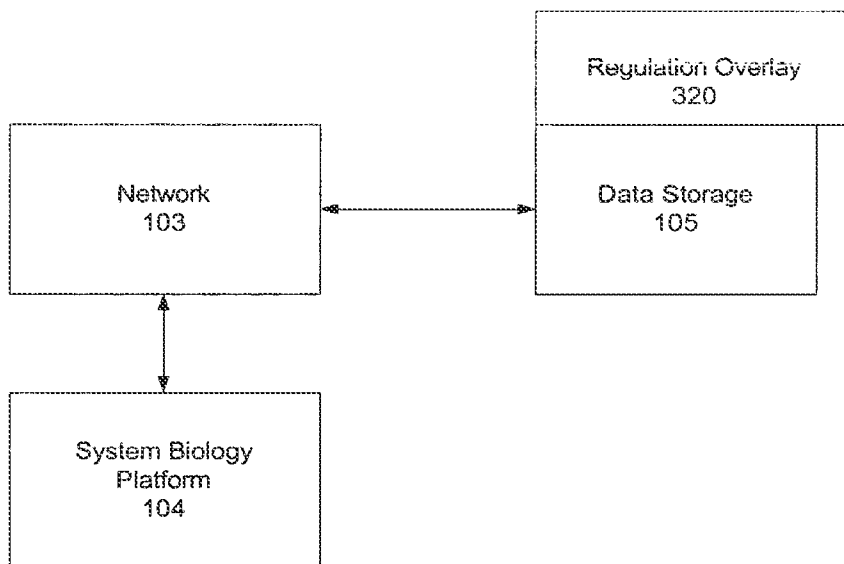 Regulation Overlay
320
Network
103
Data Storage
105
System Biology
Platform
104